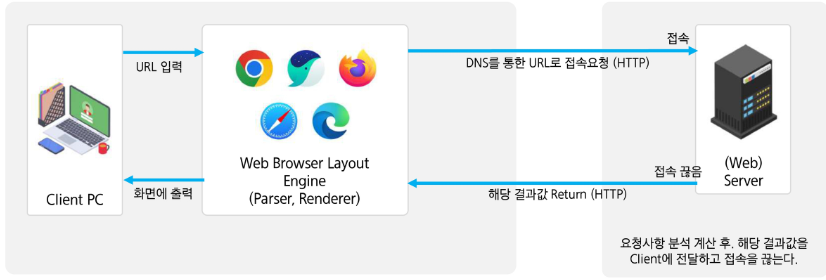 URL 입력
화면에 출력
Client PC
Web Browser Layout
Engine
(Parser, Renderer)
접속
DNS를 통한 URL로 접속요청 (HTTP)
접속 끊음
해당 결과값 Return (HTTP)
(Web)
Server
요청사항 분석 계산 후. 해당 결과값을
Client에 전달하고 접속을 끊는다.